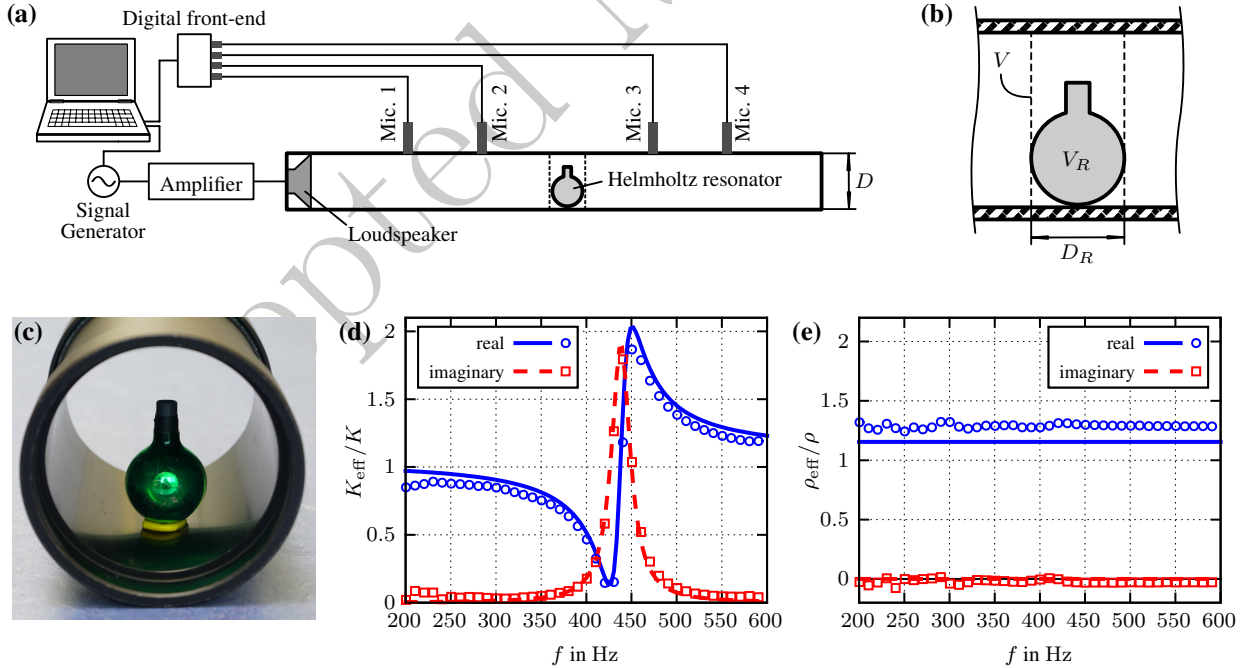 (a)
Digital front-end
Mic. 1
Mic. 2
Mic. 3
Mic. 4
Amplifier
Helmholtz resonator
D
Signal
Generator
Loudspeaker
(b)
V
V_R
D_R
(c)
(d)
real
imaginary
K_eff / K
2
1.5
1
0.5
0
200 250 300 350 400 450 500 550 600
f in Hz
(e)
real
imaginary
ρ_eff / ρ
2
1.5
1
0.5
0
200 250 300 350 400 450 500 550 600
f in Hz
epted M